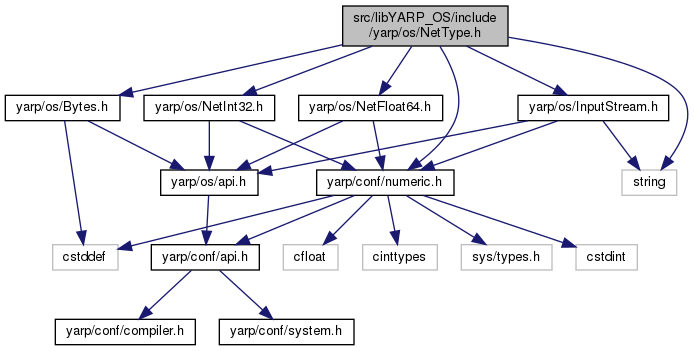 src/libYARP_OS/include
/yarp/os/NetType.h
yarp/os/Bytes.h
yarp/os/NetInt32.h
yarp/os/NetFloat64.h
yarp/os/InputStream.h
yarp/os/api.h
yarp/conf/numeric.h
string
cstddef
yarp/conf/api.h
cfloat
cinttypes
sys/types.h
cstdint
yarp/conf/compiler.h
yarp/conf/system.h